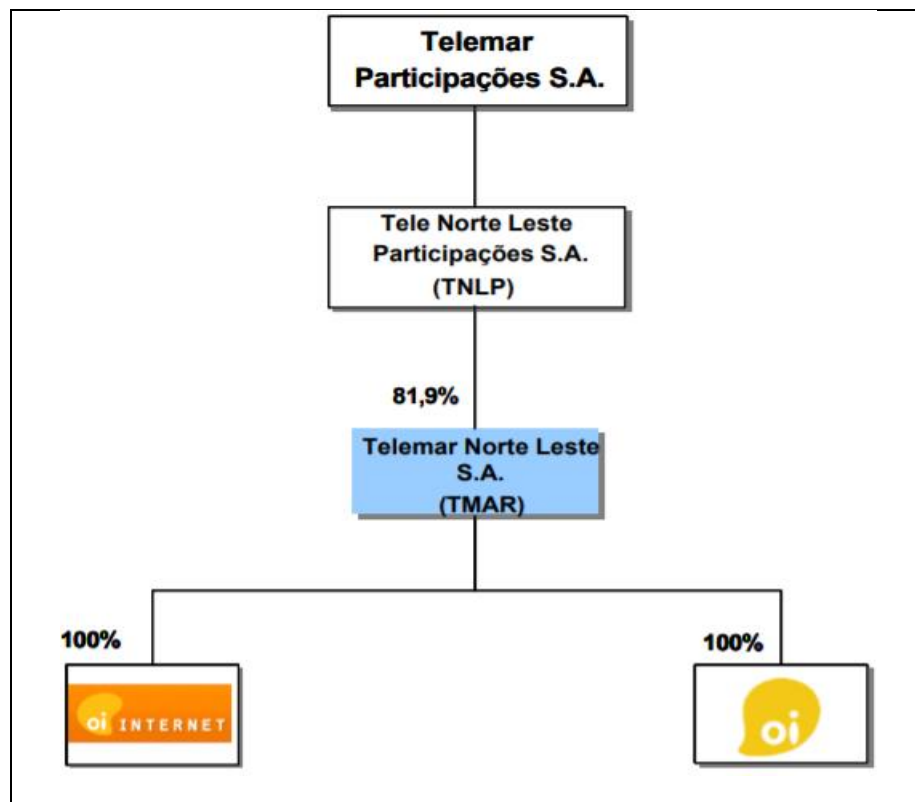 Telemar
Participações S.A.
Tele Norte Leste
Participações S.A.
(TNLP)
81,9%
Telemar Norte Leste
S.A.
(TMAR)
100%
100%
oi INTERNET
oi